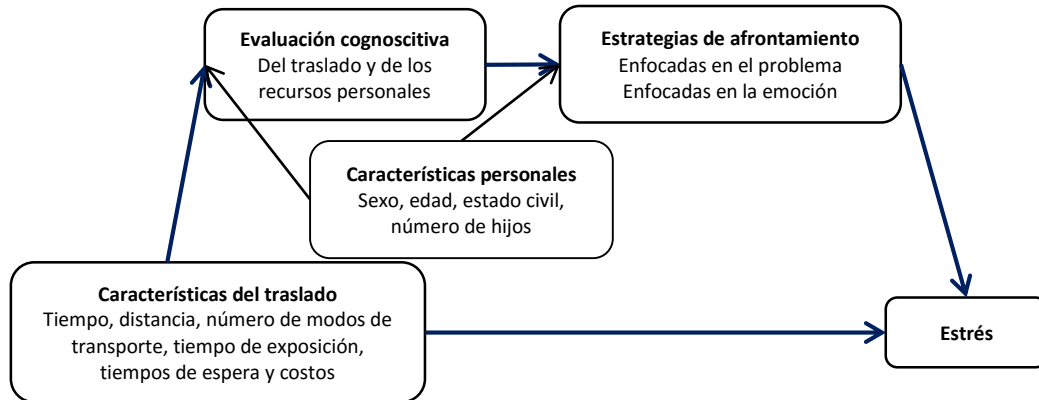 Evaluación cognoscitiva
Del traslado y de los
recursos personales
Estrategias de afrontamiento
Enfocadas en el problema
Enfocadas en la emoción
Características personales
Sexo, edad, estado civil,
número de hijos
Características del traslado
Tiempo, distancia, número de modos de
transporte, tiempo de exposición,
tiempos de espera y costos
Estrés